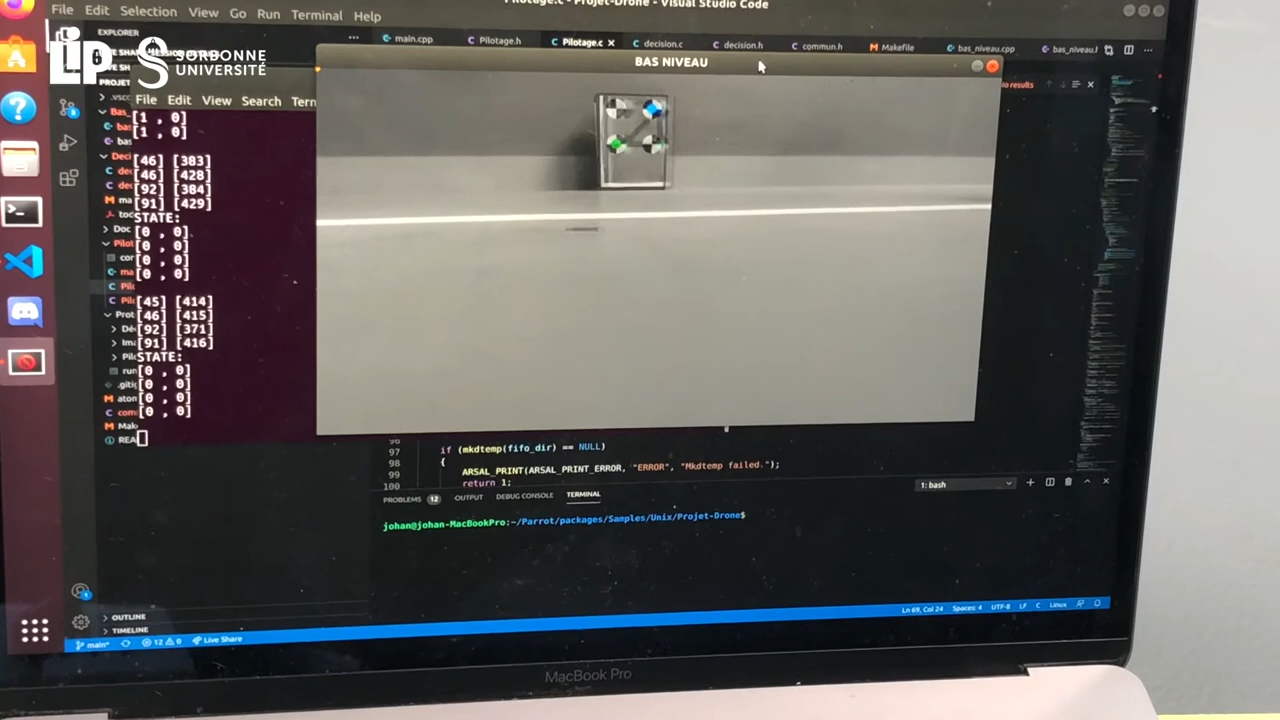 Pilotage.c - Projet-Drone - Visual Studio Code
File Edit Selection View Go Run Terminal Help
EXPLORER
main.cpp Pilotage.h Pilotage.c decision.c decision.h commun.h Makefile bas_niveau.cpp bas_niveau.h
LIP6 SORBONNE
UNIVERSITÉ
BAS NIVEAU
File Edit View Search Term
[1 , 0]
[1 , 0]
[46] [383]
[46] [428]
[92] [384]
[91] [429]
STATE:
[0 , 0]
[0 , 0]
[0 , 0]
[0 , 0]
[45] [414]
[46] [415]
[92] [371]
[91] [416]
STATE:
[0 , 0]
[0 , 0]
[0 , 0]
[0 , 0]
97 if (mkdtemp(fifo_dir) == NULL)
98 {
99 ARSAL_PRINT(ARSAL_PRINT_ERROR, "ERROR", "Mkdtemp failed.");
100 return 1;
PROBLEMS 12 OUTPUT DEBUG CONSOLE TERMINAL
1: bash
johan@johan-MacBookPro:~/Parrot/packages/Samples/Unix/Projet-Drone$
OUTLINE
TIMELINE
main* 12 0 Live Share
Ln 69, Col 24 Spaces: 4 UTF-8 LF C Linux
MacBook Pro